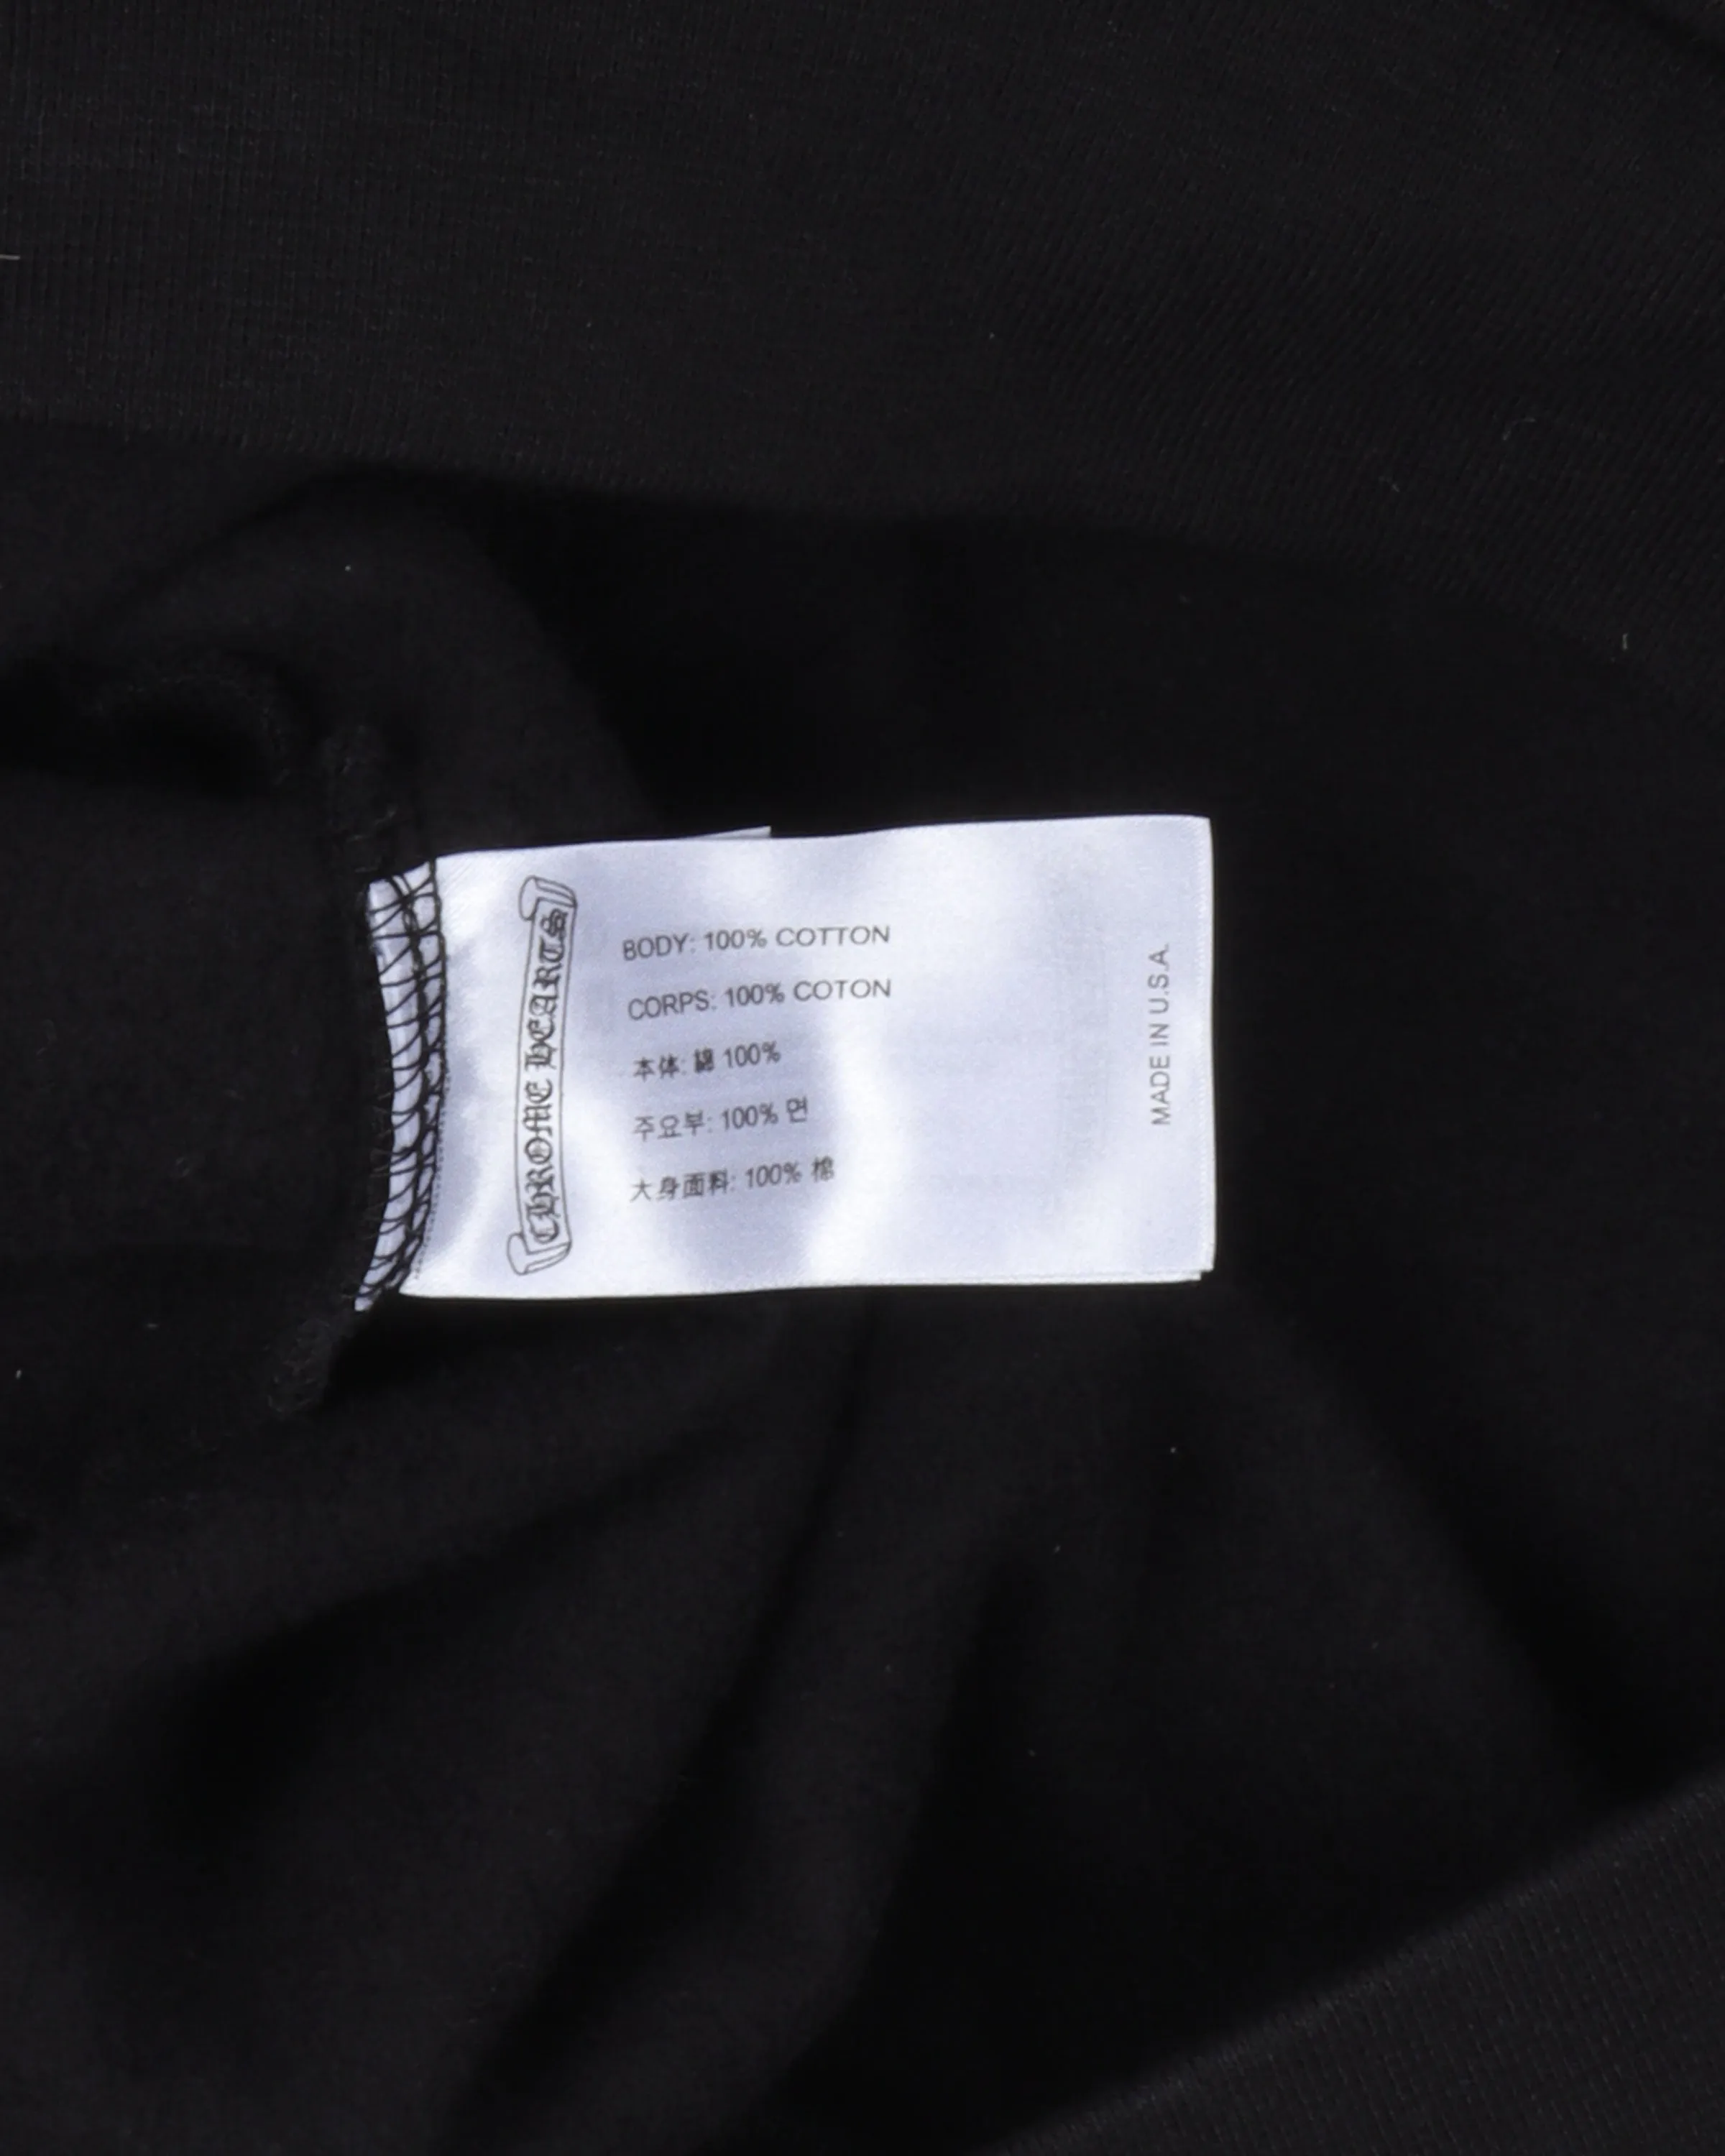 CHROME HEARTS
BODY: 100% COTTON
CORPS: 100% COTON
本体: 綿 100%
주요부: 100% 면
大身面料: 100% 棉
MADE IN U.S.A.